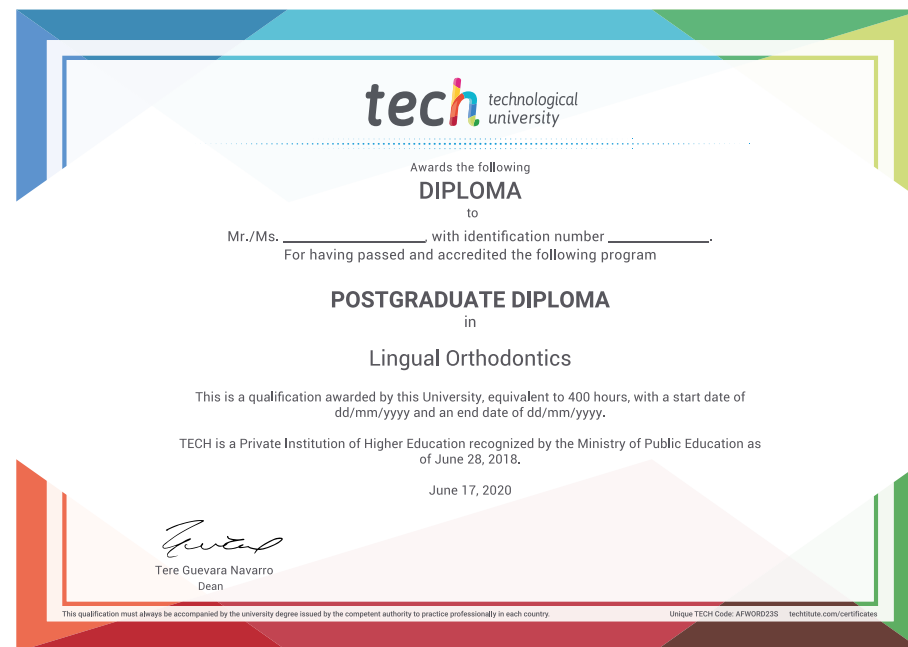 tech technological
university
Awards the following
DIPLOMA
to
Mr./Ms. ____________________, with identification number ______________.
For having passed and accredited the following program
POSTGRADUATE DIPLOMA
in
Lingual Orthodontics
This is a qualification awarded by this University, equivalent to 400 hours, with a start date of
dd/mm/yyyy and an end date of dd/mm/yyyy.
TECH is a Private Institution of Higher Education recognized by the Ministry of Public Education as
of June 28, 2018.
June 17, 2020
Tere Guevara Navarro
Dean
This qualification must always be accompanied by the university degree issued by the competent authority to practice professionally in each country. Unique TECH Code: AFWORD23S techtitute.com/certificates